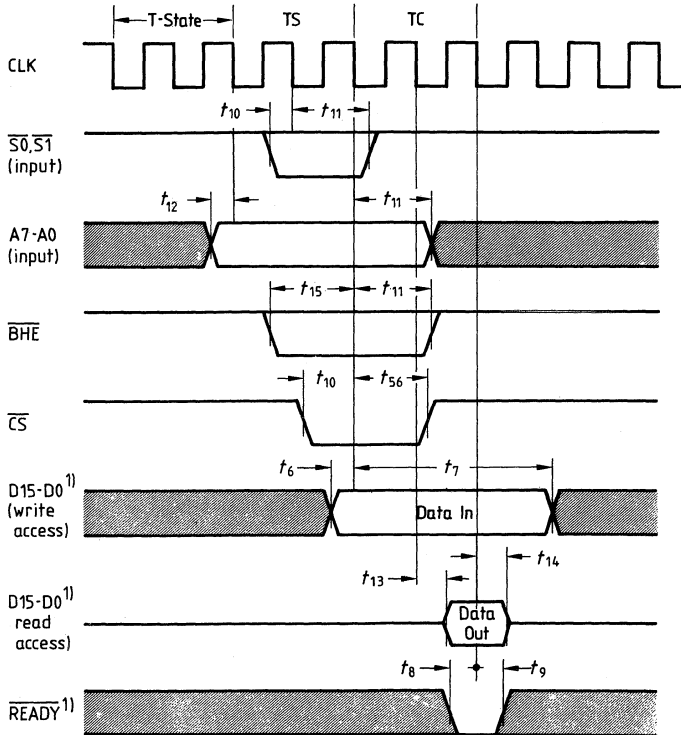 T-State TS TC
CLK
t10 t11
S0,S1
(input)
t12 t11
A7-A0
(input)
t15 t11
BHE
t10 t56
CS
t6 t7
D15-D0 1)
(write
access)
Data In
t14
t13
D15-D0 1)
read
access)
Data
Out
t8 t9
READY 1)